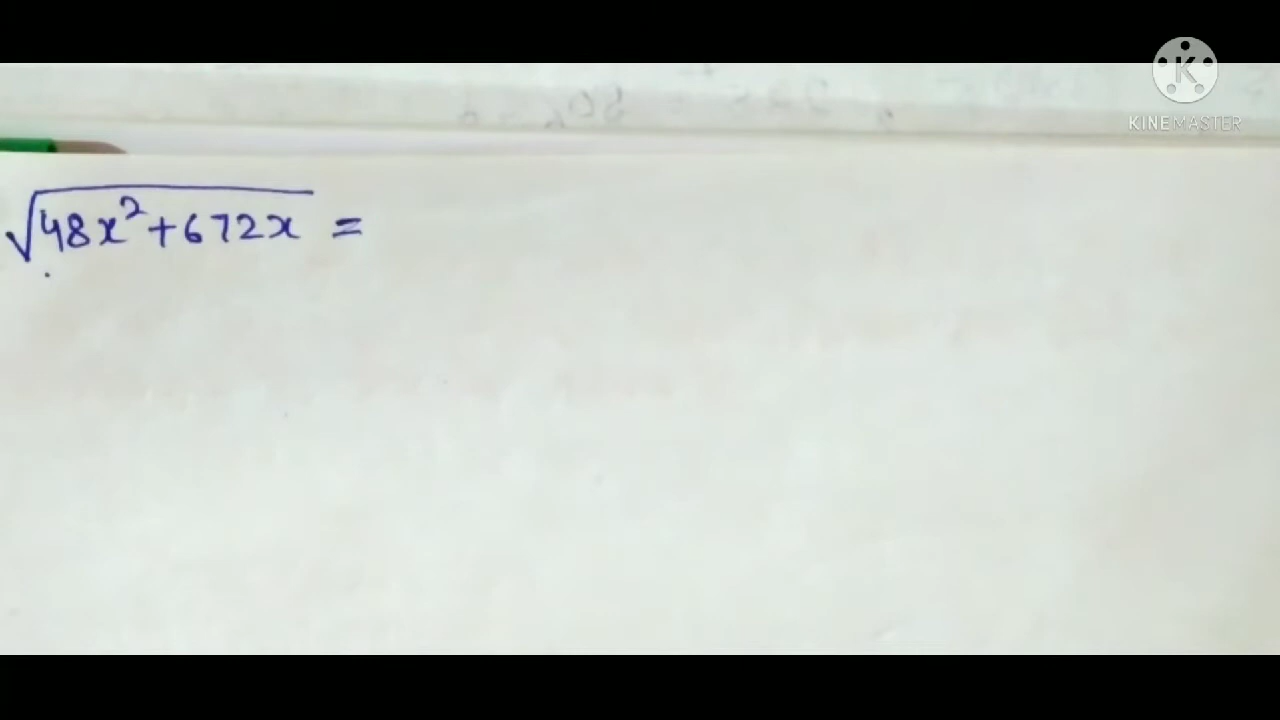 K
KINEMASTER
√48x²+672x =